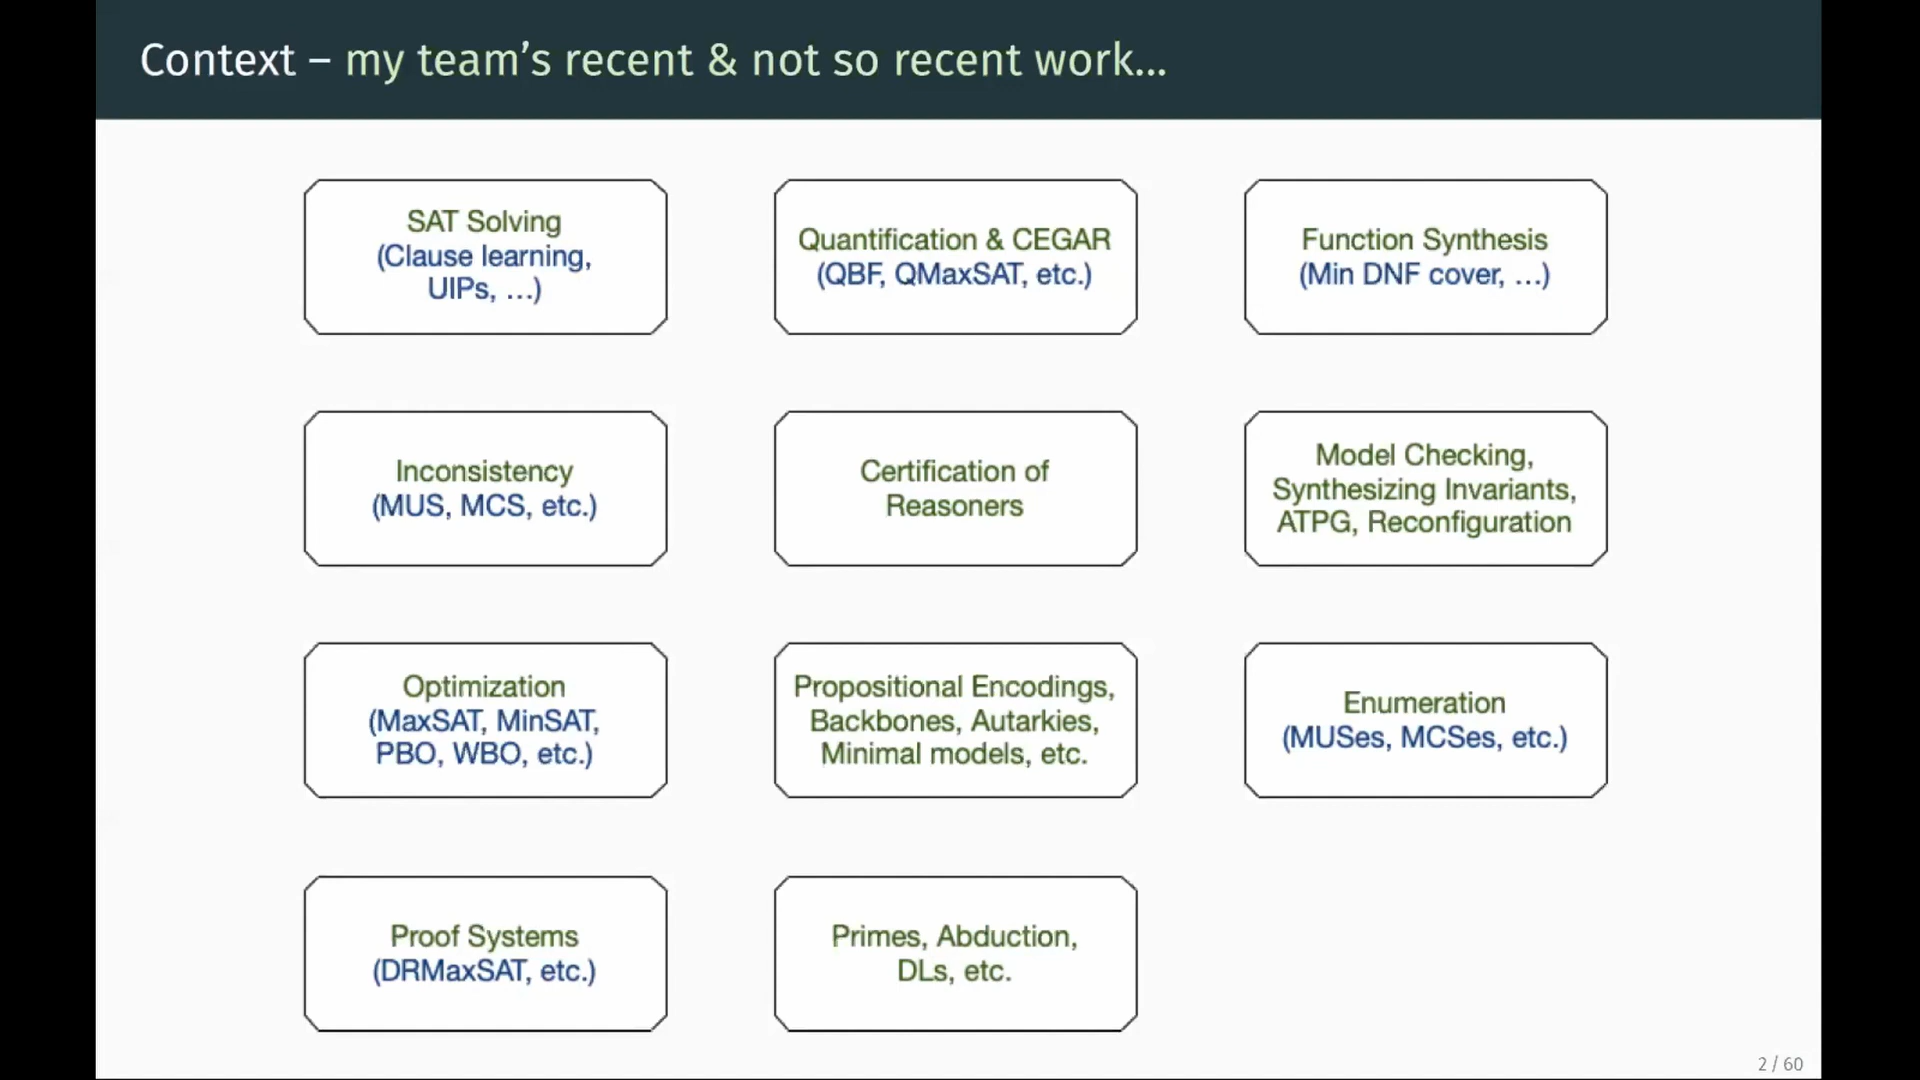 Context – my team's recent & not so recent work...
SAT Solving
(Clause learning,
UIPs, ...)
Quantification & CEGAR
(QBF, QMaxSAT, etc.)
Function Synthesis
(Min DNF cover, ...)
Inconsistency
(MUS, MCS, etc.)
Certification of
Reasoners
Model Checking,
Synthesizing Invariants,
ATPG, Reconfiguration
Optimization
(MaxSAT, MinSAT,
PBO, WBO, etc.)
Propositional Encodings,
Backbones, Autarkies,
Minimal models, etc.
Enumeration
(MUSes, MCSes, etc.)
Proof Systems
(DRMaxSAT, etc.)
Primes, Abduction,
DLs, etc.
2 / 60